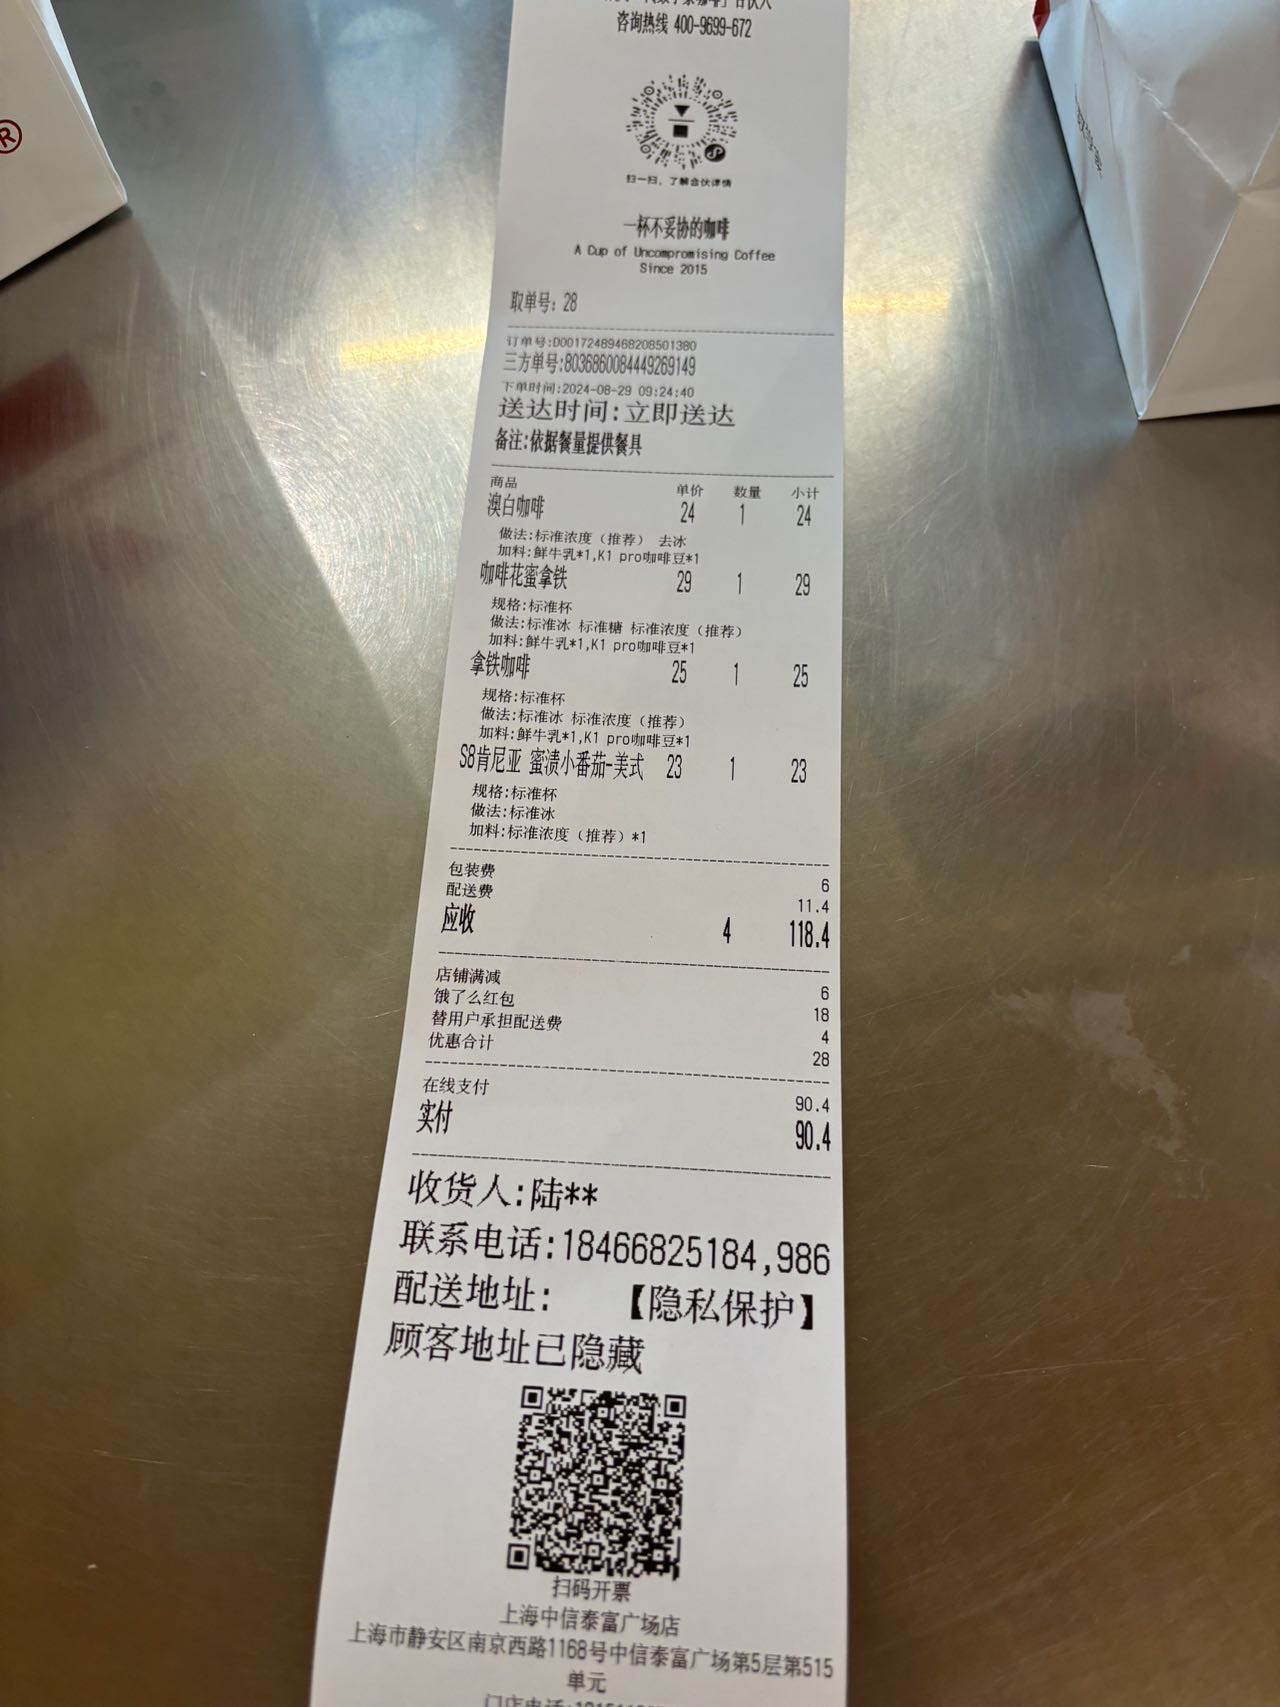 咨询热线 400-9699-672
扫一扫，了解合伙详情
一杯不妥协的咖啡
A Cup of Uncompromising Coffee
Since 2015
取单号: 28
订单号:D001724894682085013​80
三方单号:8036860084449269149
下单时间:2024-08-29 09:24:40
送达时间:立即送达
备注:依据餐量提供餐具
商品 单价 数量 小计
澳白咖啡 24 1 24
做法:标准浓度（推荐） 去冰
加料:鲜牛乳*1,K1 pro咖啡豆*1
咖啡花蜜拿铁 29 1 29
规格:标准杯
做法:标准冰 标准糖 标准浓度（推荐）
加料:鲜牛乳*1,K1 pro咖啡豆*1
拿铁咖啡 25 1 25
规格:标准杯
做法:标准冰 标准浓度（推荐）
加料:鲜牛乳*1,K1 pro咖啡豆*1
S8肯尼亚 蜜渍小番茄-美式 23 1 23
规格:标准杯
做法:标准冰
加料:标准浓度（推荐）*1
包装费 6
配送费 11.4
应收 4 118.4
店铺满减 6
饿了么红包 18
替用户承担配送费 4
优惠合计 28
在线支付 90.4
实付 90.4
收货人:陆**
联系电话:18466825184,986
配送地址: 【隐私保护】
顾客地址已隐藏
扫码开票
上海中信泰富广场店
上海市静安区南京西路1168号中信泰富广场第5层第515
单元
®